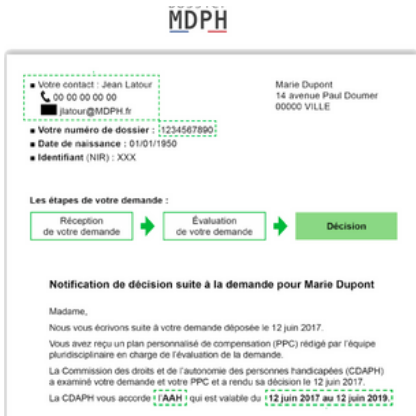 MDPH
Votre contact : Jean Latour
00 00 00 00 00
jlatour@MDPH.fr
Marie Dupont
14 avenue Paul Doumer
00000 VILLE
Votre numéro de dossier : 1234567890
Date de naissance : 01/01/1950
Identifiant (NIR) : XXX
Les étapes de votre demande :
Réception
de votre demande
Évaluation
de votre demande
Décision
Notification de décision suite à la demande pour Marie Dupont
Madame,
Nous vous écrivons suite à votre demande déposée le 12 juin 2017.
Vous avez reçu un plan personnalisé de compensation (PPC) rédigé par l'équipe
pluridisciplinaire en charge de l'évaluation de la demande.
La Commission des droits et de l'autonomie des personnes handicapées (CDAPH)
a examiné votre demande et votre PPC et a rendu sa décision le 12 juin 2017.
La CDAPH vous accorde l'AAH qui est valable du 12 juin 2017 au 12 juin 2019.